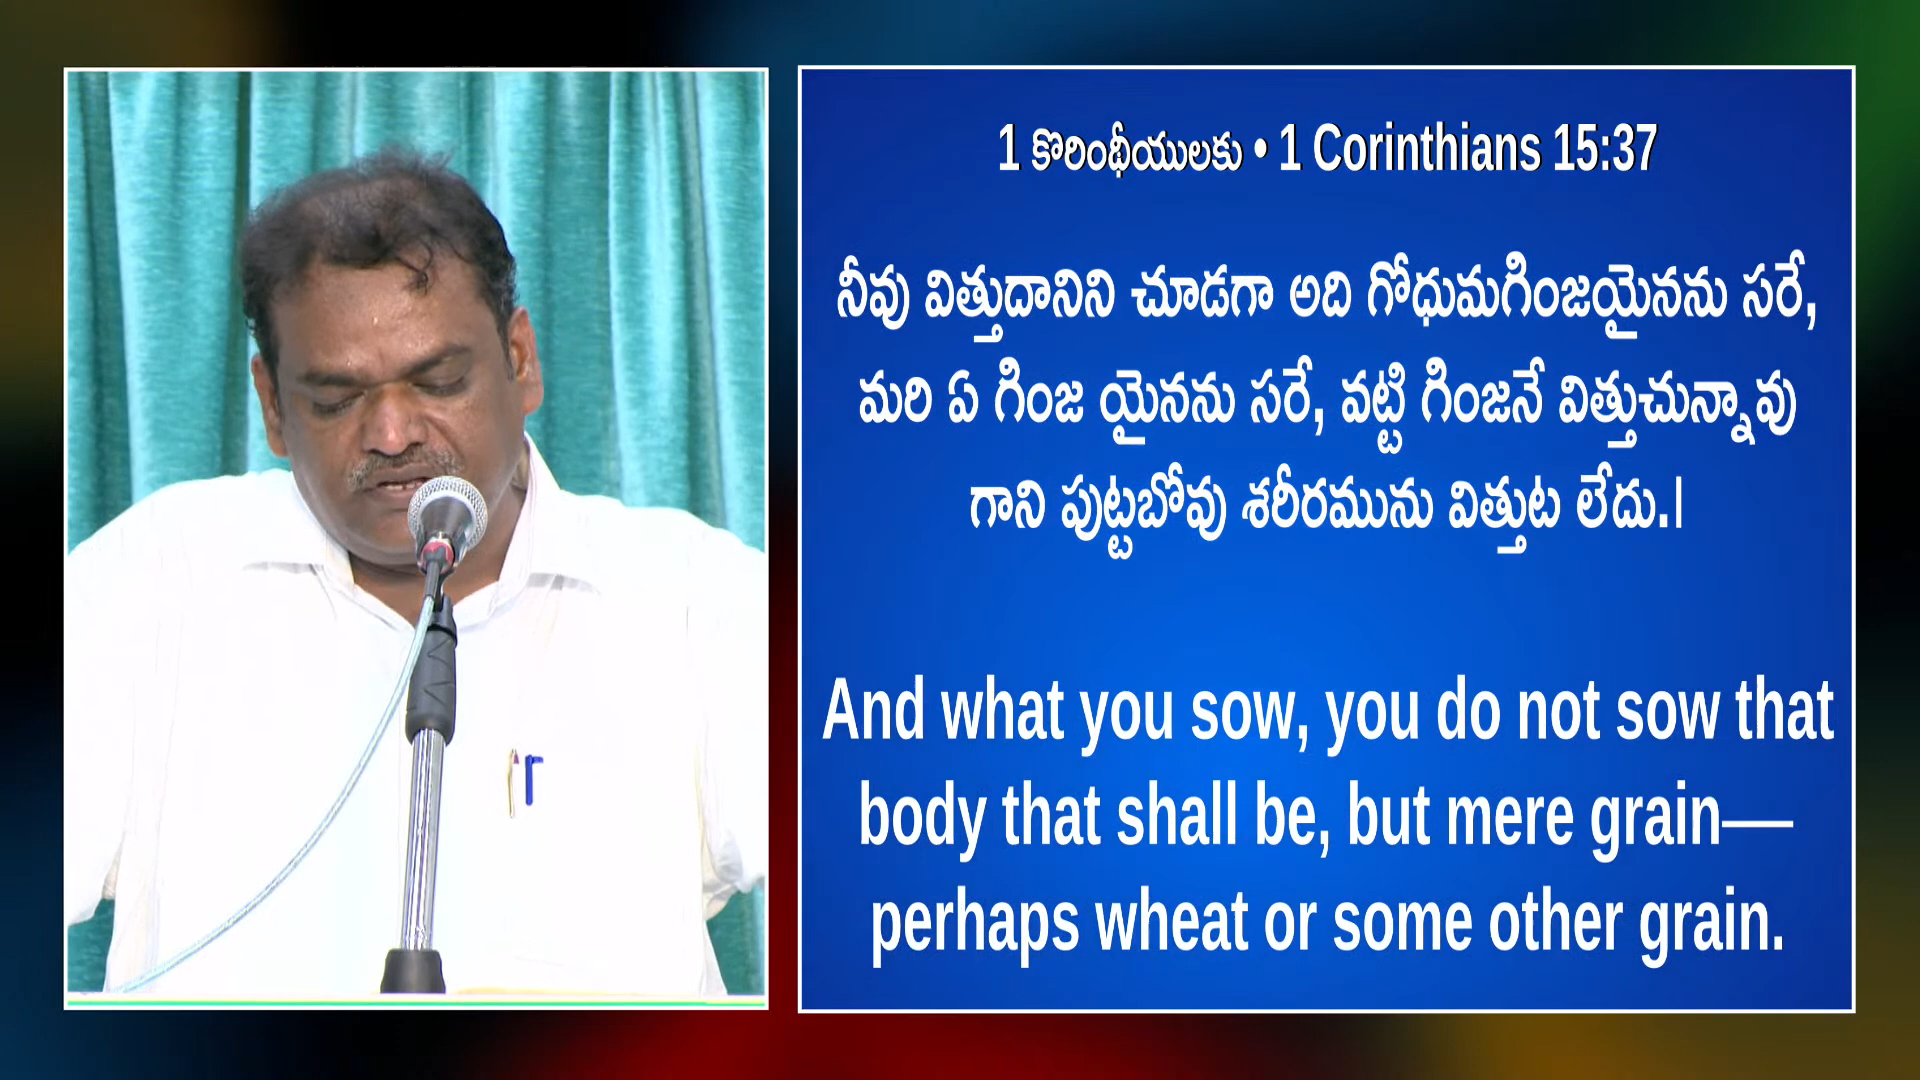 1 కొరింథీయులకు • 1 Corinthians 15:37
నీవు విత్తుదానిని చూడగా అది గోధుమగింజయైనను సరే,
మరి ఏ గింజ యైనను సరే, వట్టి గింజనే విత్తుచున్నావు
గాని పుట్టబోవు శరీరమును విత్తుట లేదు.|
And what you sow, you do not sow that
body that shall be, but mere grain—
perhaps wheat or some other grain.